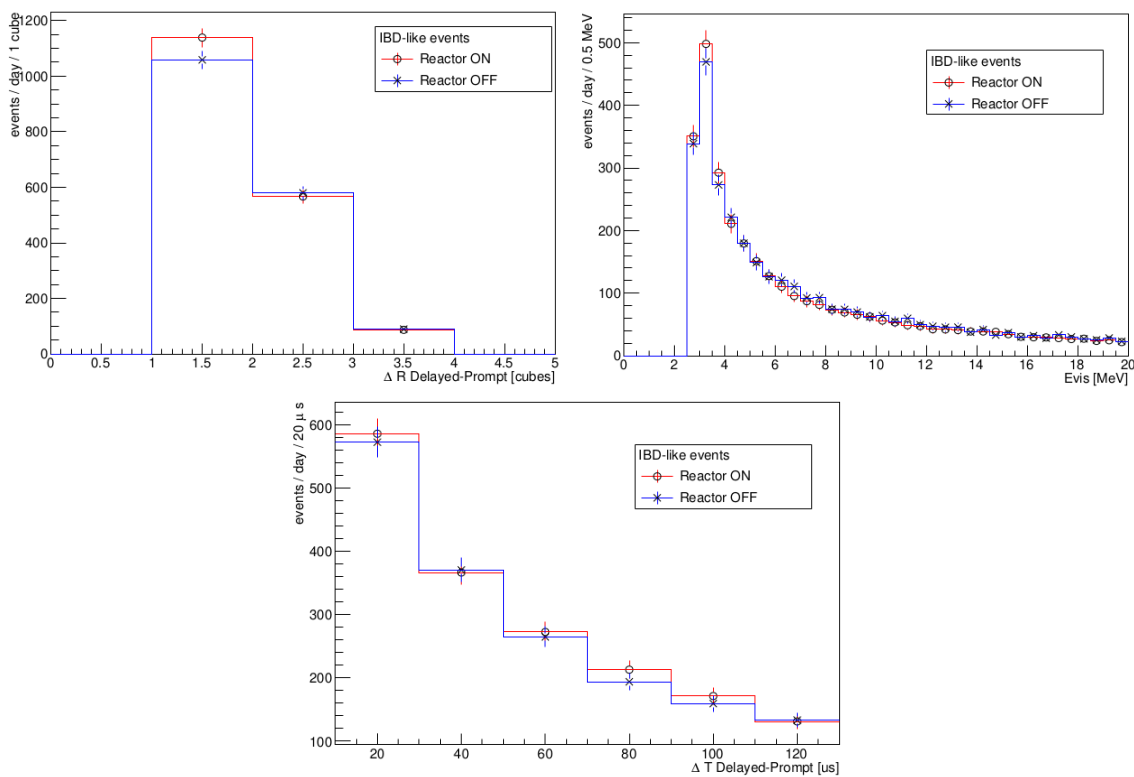 events / day / 1 cube
1200
1000
800
600
400
200
0
0 0.5 1 1.5 2 2.5 3 3.5 4 4.5 5
Δ R Delayed-Prompt [cubes]
IBD-like events
Reactor ON
Reactor OFF
events / day / 0.5 MeV
500
400
300
200
100
0
0 2 4 6 8 10 12 14 16 18 20
Evis [MeV]
IBD-like events
Reactor ON
Reactor OFF
events / day / 20 μ s
600
500
400
300
200
100
20 40 60 80 100 120
Δ T Delayed-Prompt [us]
IBD-like events
Reactor ON
Reactor OFF